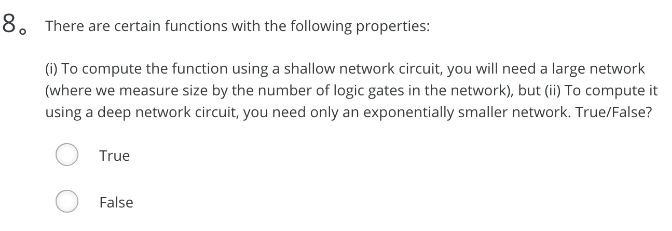 8. There are certain functions with the following properties:
(i) To compute the function using a shallow network circuit, you will need a large network
(where we measure size by the number of logic gates in the network), but (ii) To compute it
using a deep network circuit, you need only an exponentially smaller network. True/False?
True
False